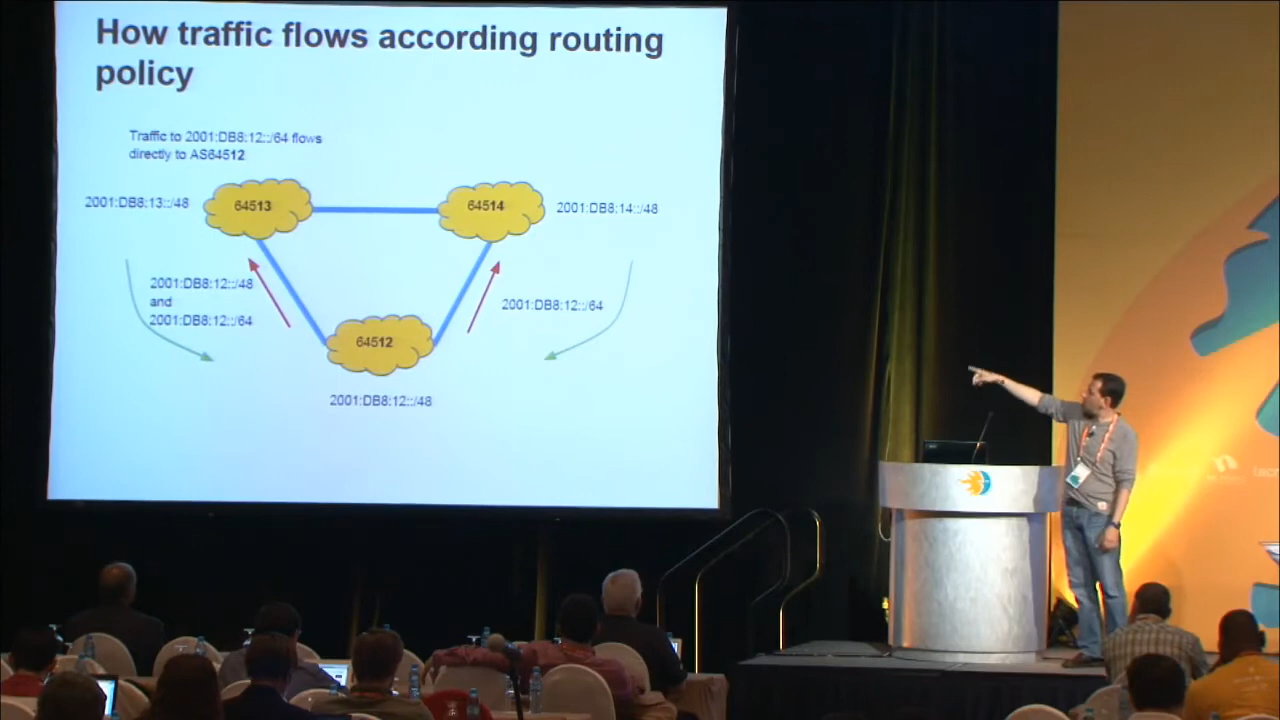 How traffic flows according routing
policy
Traffic to 2001:DB8:12::/64 flows
directly to AS64512
2001:DB8:13::/48
64513
64514
2001:DB8:14::/48
2001:DB8:12::/48
and
2001:DB8:12::/64
2001:DB8:12::/64
64512
2001:DB8:12::/48